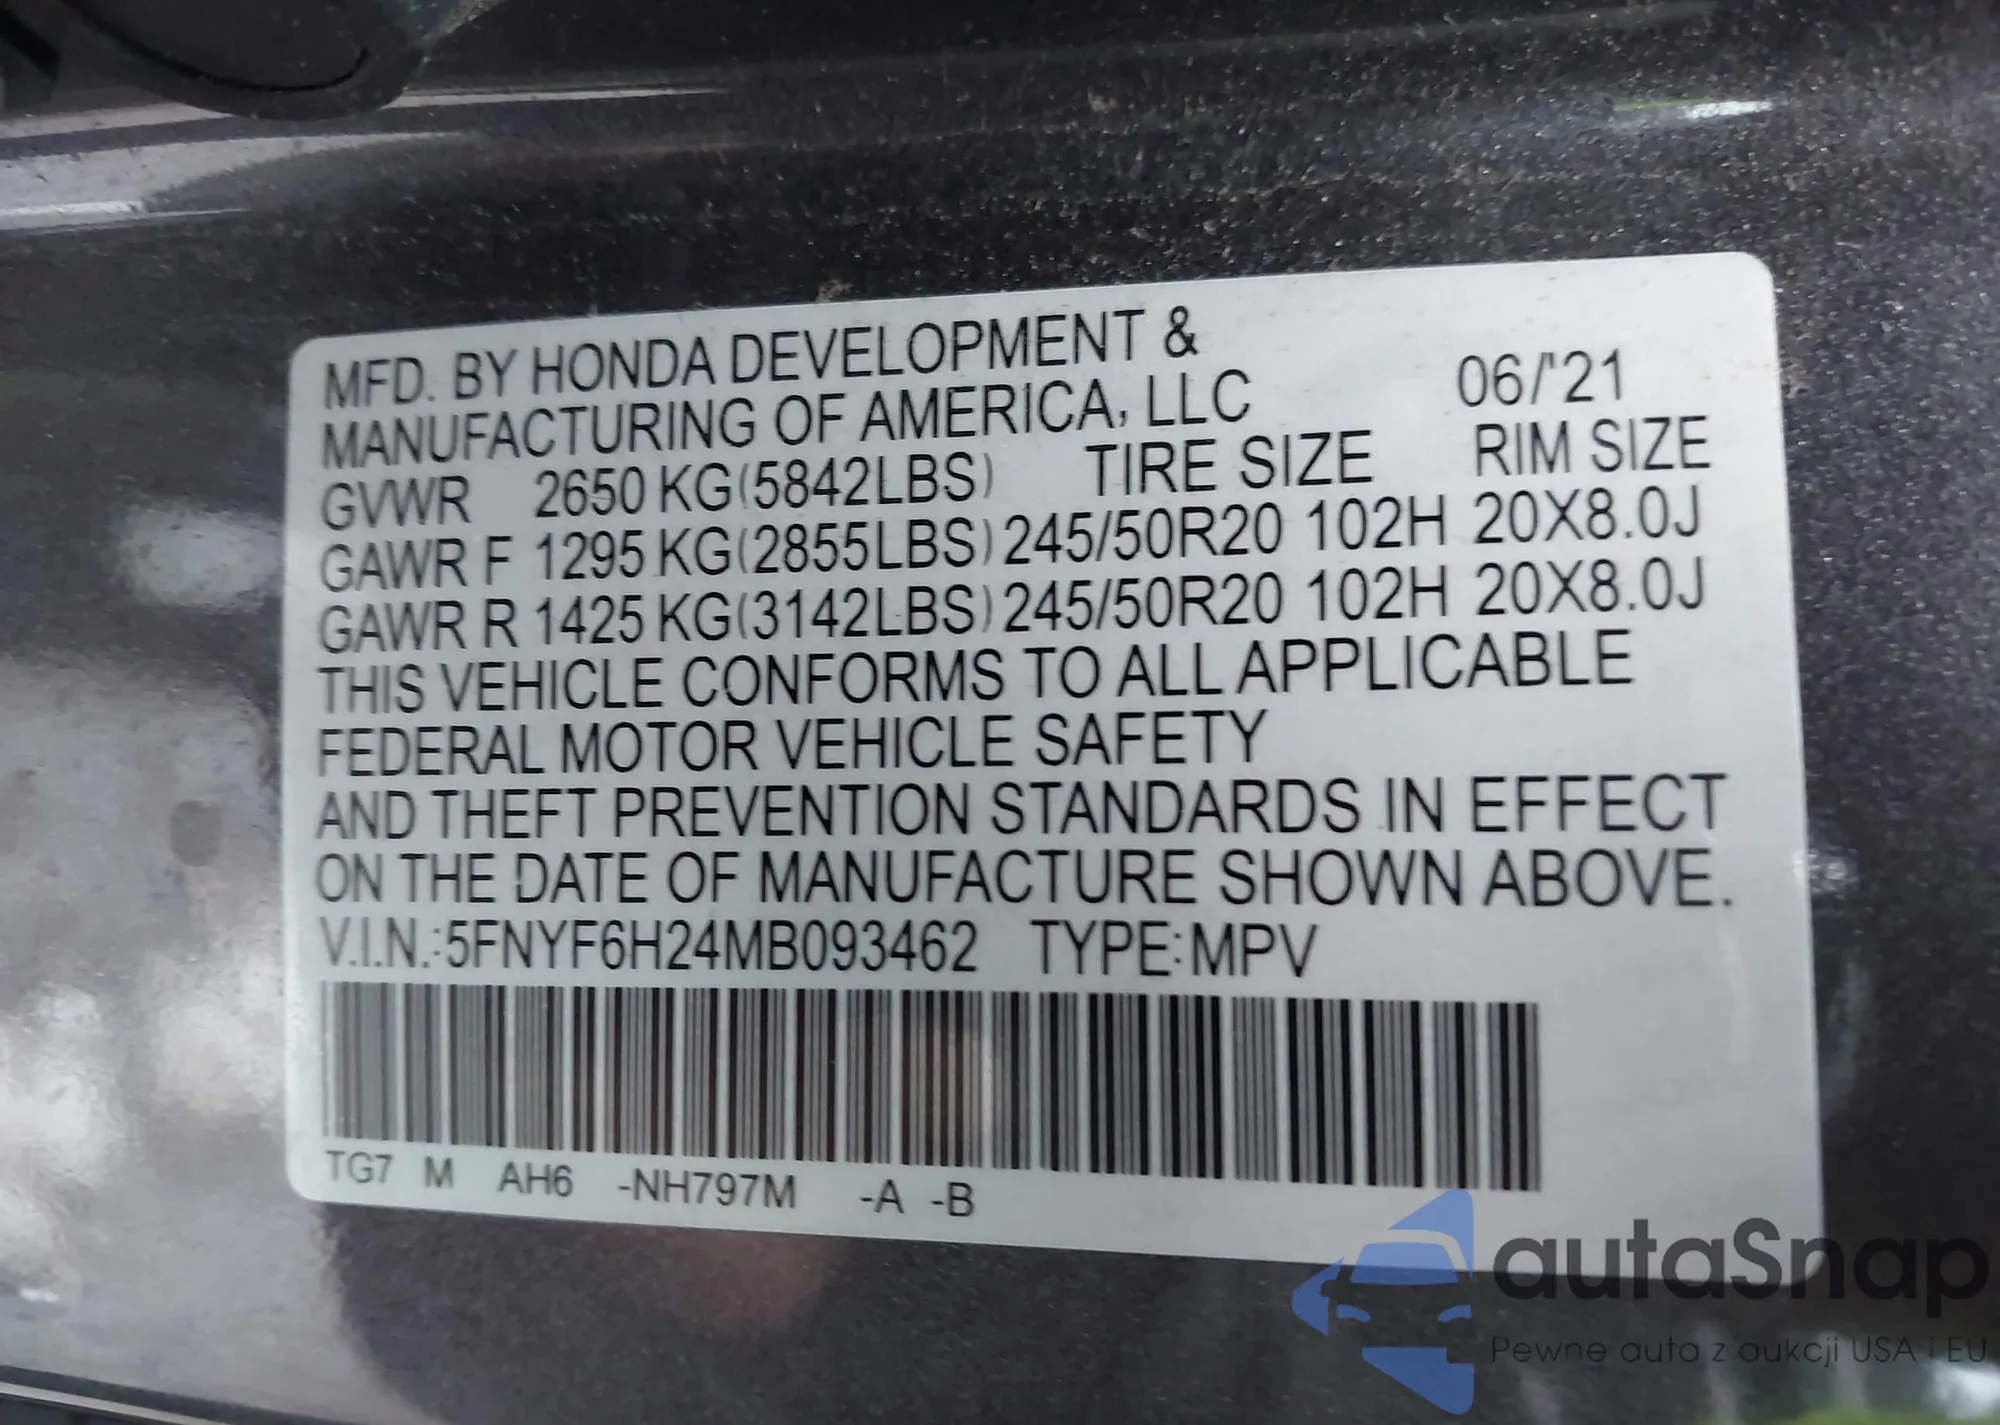 MFD. BY HONDA DEVELOPMENT &
MANUFACTURING OF AMERICA, LLC 06/'21
GVWR 2650 KG(5842LBS) TIRE SIZE RIM SIZE
GAWR F 1295 KG(2855LBS) 245/50R20 102H 20X8.0J
GAWR R 1425 KG(3142LBS) 245/50R20 102H 20X8.0J
THIS VEHICLE CONFORMS TO ALL APPLICABLE
FEDERAL MOTOR VEHICLE SAFETY
AND THEFT PREVENTION STANDARDS IN EFFECT
ON THE DATE OF MANUFACTURE SHOWN ABOVE.
V.I.N.:5FNYF6H24MB093462 TYPE:MPV
TG7 M AH6 -NH797M -A -B
autaSnap
Pewne auta z aukcji USA i EU